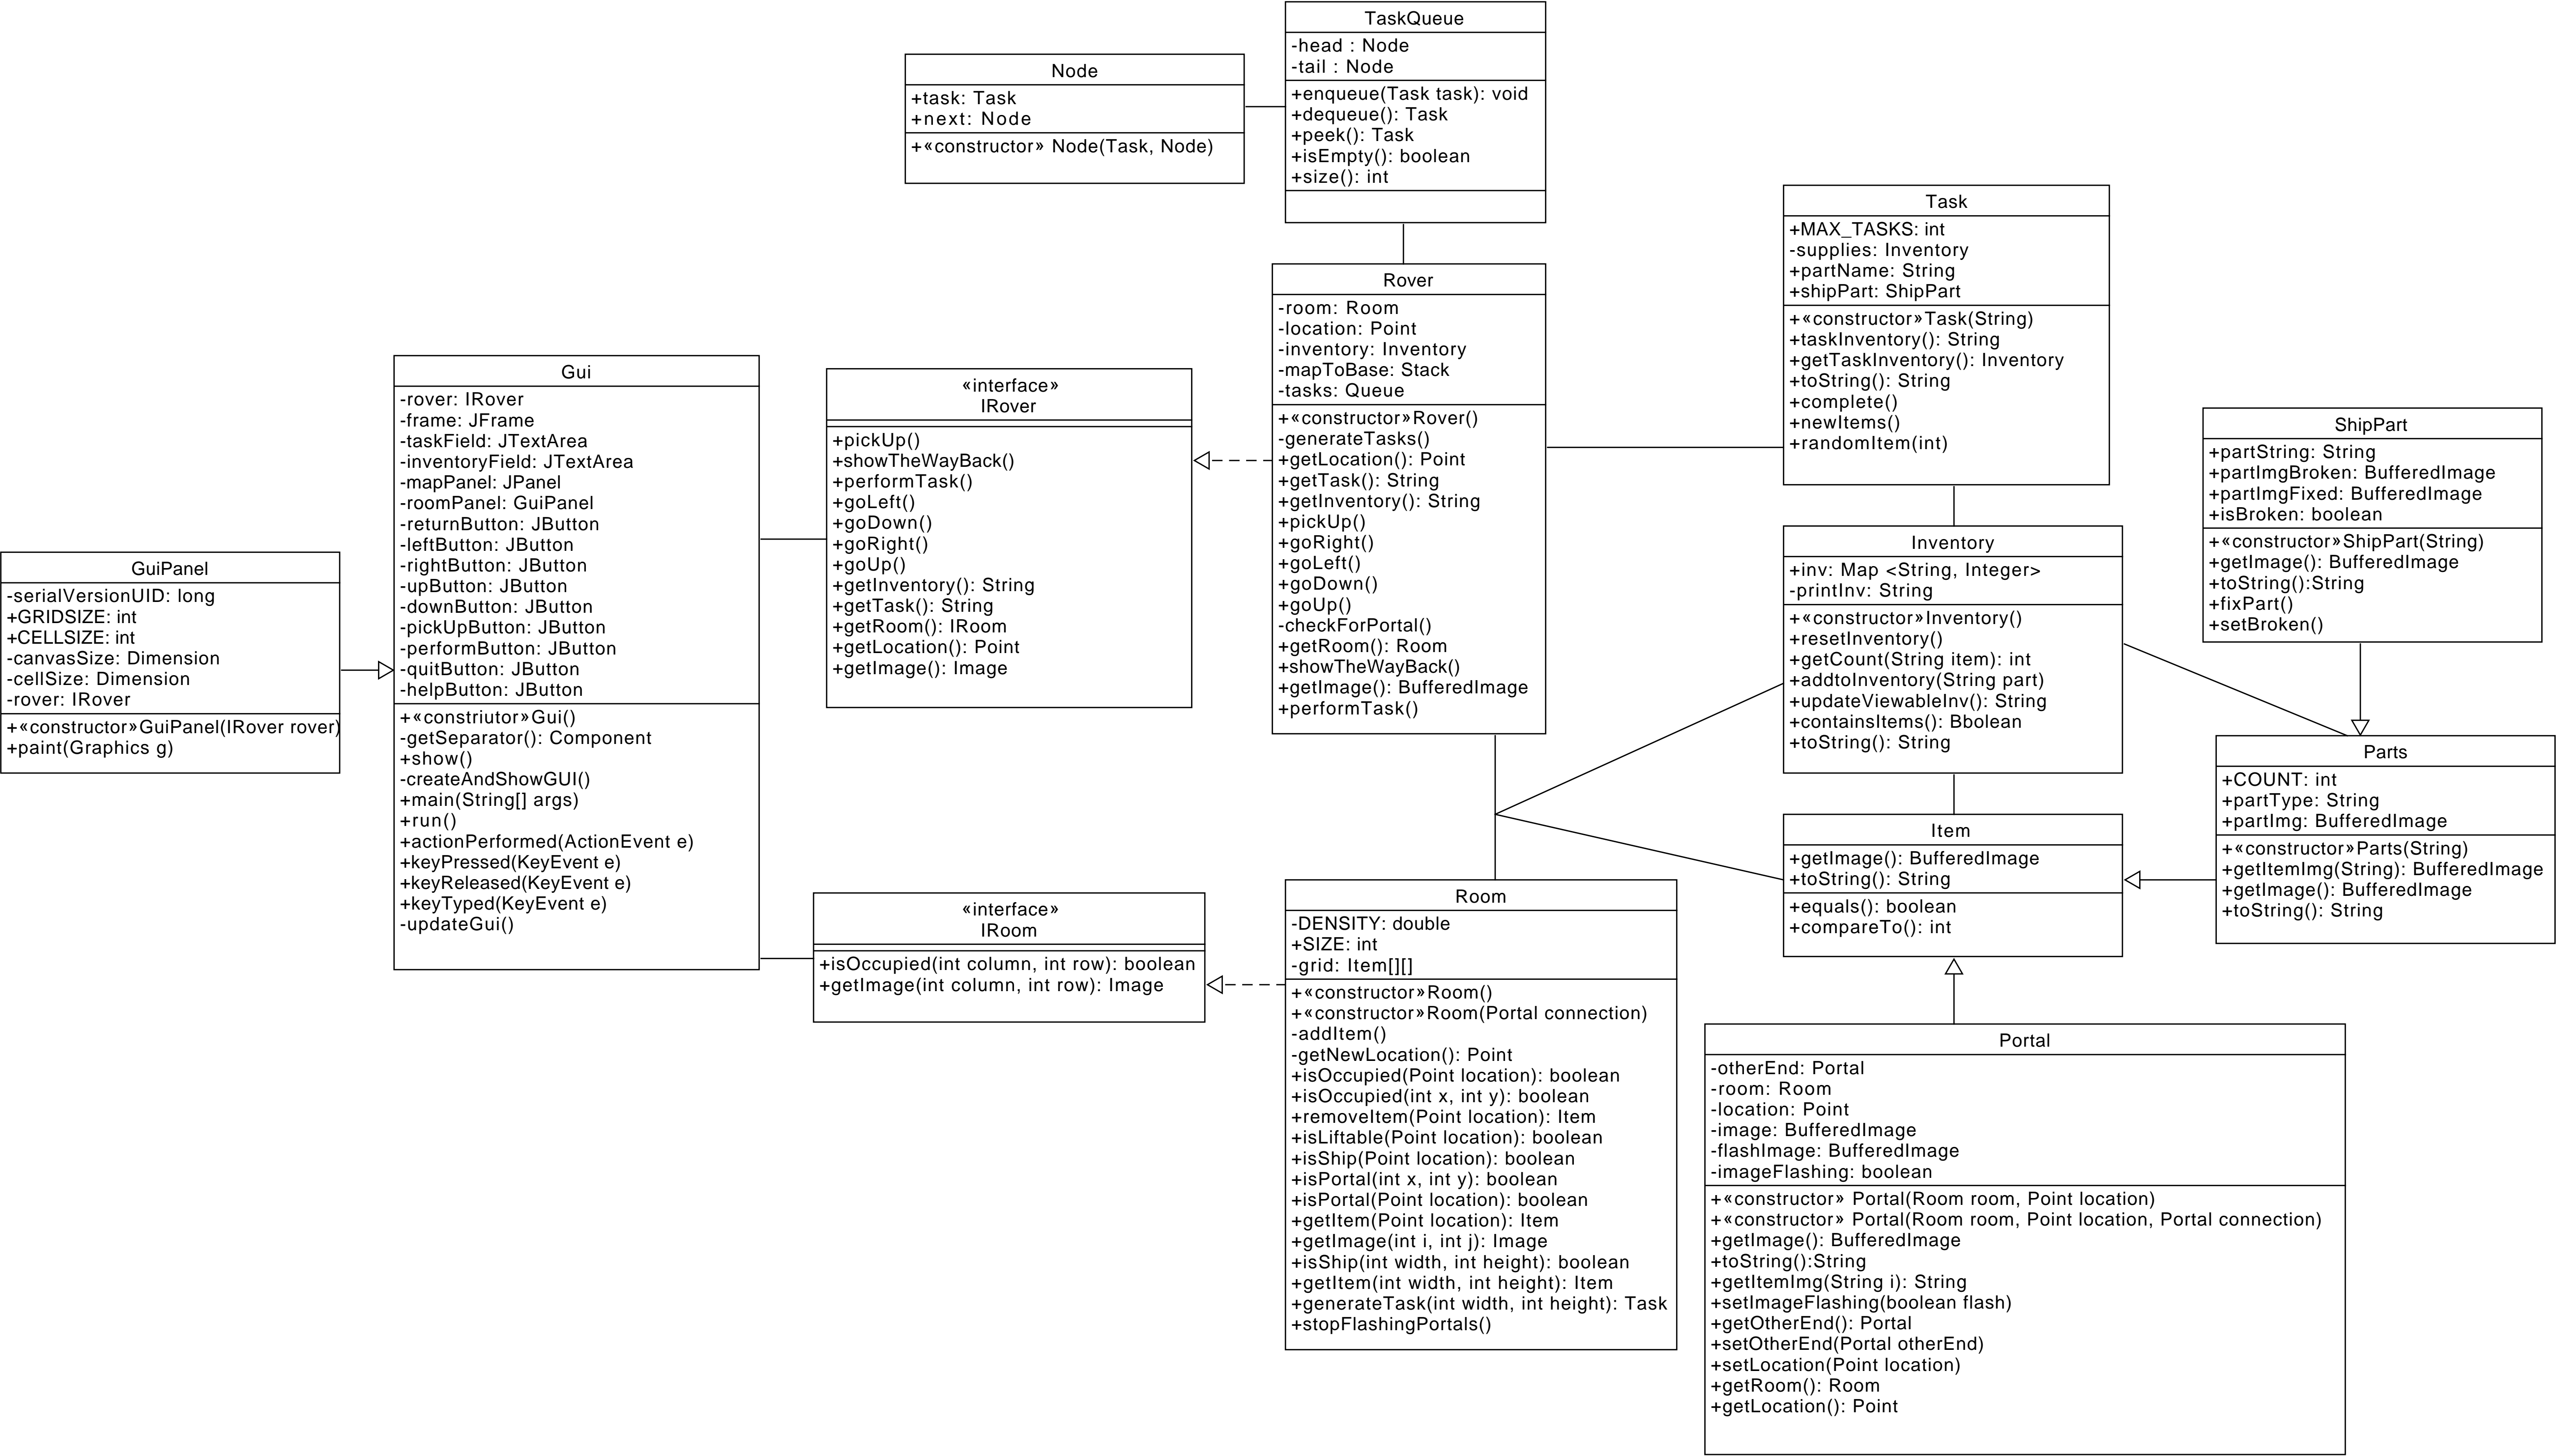 TaskQueue
-head : Node
-tail : Node
+enqueue(Task task): void
+dequeue(): Task
+peek(): Task
+isEmpty(): boolean
+size(): int
Node
+task: Task
+next: Node
+«constructor» Node(Task, Node)
Task
+MAX_TASKS: int
-supplies: Inventory
+partName: String
+shipPart: ShipPart
+«constructor»Task(String)
+taskInventory(): String
+getTaskInventory(): Inventory
+toString(): String
+complete()
+newItems()
+randomItem(int)
Rover
-room: Room
-location: Point
-inventory: Inventory
-mapToBase: Stack
-tasks: Queue
+«constructor»Rover()
-generateTasks()
+getLocation(): Point
+getTask(): String
+getInventory(): String
+pickUp()
+goRight()
+goLeft()
+goDown()
+goUp()
-checkForPortal()
+getRoom(): Room
+showTheWayBack()
+getImage(): BufferedImage
+performTask()
Gui
-rover: IRover
-frame: JFrame
-taskField: JTextArea
-inventoryField: JTextArea
-mapPanel: JPanel
-roomPanel: GuiPanel
-returnButton: JButton
-leftButton: JButton
-rightButton: JButton
-upButton: JButton
-downButton: JButton
-pickUpButton: JButton
-performButton: JButton
-quitButton: JButton
-helpButton: JButton
+«constriutor»Gui()
-getSeparator(): Component
+show()
-createAndShowGUI()
+main(String[] args)
+run()
+actionPerformed(ActionEvent e)
+keyPressed(KeyEvent e)
+keyReleased(KeyEvent e)
+keyTyped(KeyEvent e)
-updateGui()
«interface»
IRover
+pickUp()
+showTheWayBack()
+performTask()
+goLeft()
+goDown()
+goRight()
+goUp()
+getInventory(): String
+getTask(): String
+getRoom(): IRoom
+getLocation(): Point
+getImage(): Image
ShipPart
+partString: String
+partImgBroken: BufferedImage
+partImgFixed: BufferedImage
+isBroken: boolean
+«constructor»ShipPart(String)
+getImage(): BufferedImage
+toString():String
+fixPart()
+setBroken()
Inventory
+inv: Map <String, Integer>
-printInv: String
+«constructor»Inventory()
+resetInventory()
+getCount(String item): int
+addtoInventory(String part)
+updateViewableInv(): String
+containsItems(): Bbolean
+toString(): String
GuiPanel
-serialVersionUID: long
+GRIDSIZE: int
+CELLSIZE: int
-canvasSize: Dimension
-cellSize: Dimension
-rover: IRover
+«constructor»GuiPanel(IRover rover)
+paint(Graphics g)
Parts
+COUNT: int
+partType: String
+partImg: BufferedImage
+«constructor»Parts(String)
+getItemImg(String): BufferedImage
+getImage(): BufferedImage
+toString(): String
Item
+getImage(): BufferedImage
+toString(): String
+equals(): boolean
+compareTo(): int
«interface»
IRoom
+isOccupied(int column, int row): boolean
+getImage(int column, int row): Image
Room
-DENSITY: double
+SIZE: int
-grid: Item[][]
+«constructor»Room()
+«constructor»Room(Portal connection)
-addItem()
-getNewLocation(): Point
+isOccupied(Point location): boolean
+isOccupied(int x, int y): boolean
+removeItem(Point location): Item
+isLiftable(Point location): boolean
+isShip(Point location): boolean
+isPortal(int x, int y): boolean
+isPortal(Point location): boolean
+getItem(Point location): Item
+getImage(int i, int j): Image
+isShip(int width, int height): boolean
+getItem(int width, int height): Item
+generateTask(int width, int height): Task
+stopFlashingPortals()
Portal
-otherEnd: Portal
-room: Room
-location: Point
-image: BufferedImage
-flashImage: BufferedImage
-imageFlashing: boolean
+«constructor» Portal(Room room, Point location)
+«constructor» Portal(Room room, Point location, Portal connection)
+getImage(): BufferedImage
+toString():String
+getItemImg(String i): String
+setImageFlashing(boolean flash)
+getOtherEnd(): Portal
+setOtherEnd(Portal otherEnd)
+setLocation(Point location)
+getRoom(): Room
+getLocation(): Point